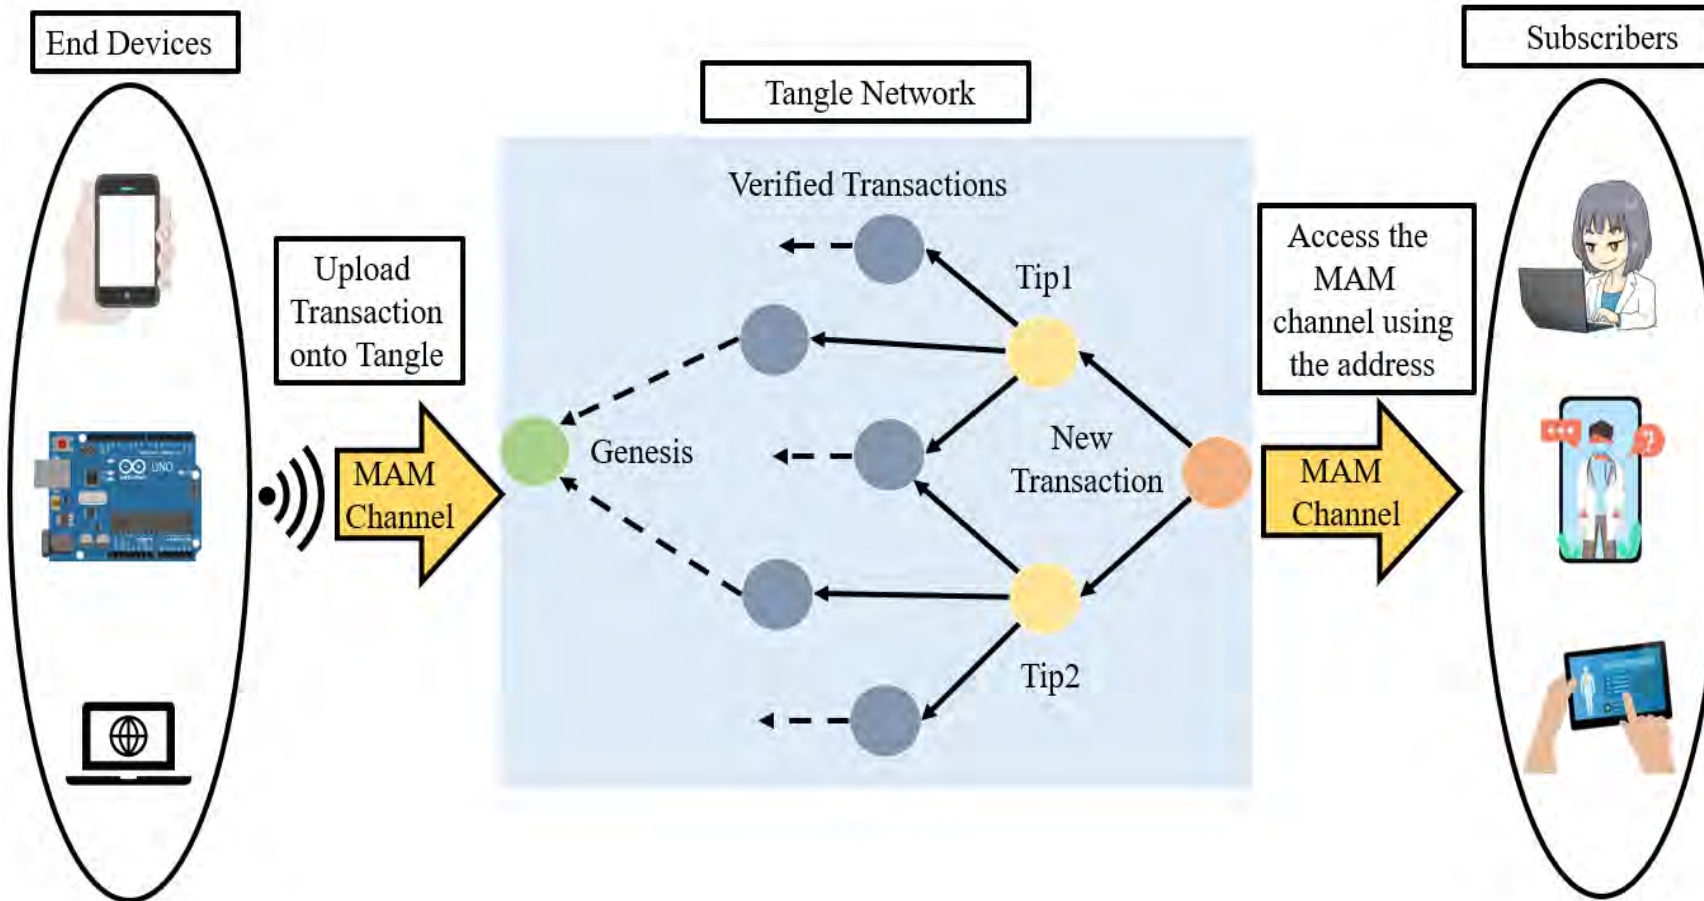 End Devices
Subscribers
Tangle Network
Verified Transactions
Upload
Transaction
onto Tangle
Access the
MAM
channel using
the address
Tip1
Genesis
New
Transaction
MAM
Channel
MAM
Channel
UNO
Tip2
?